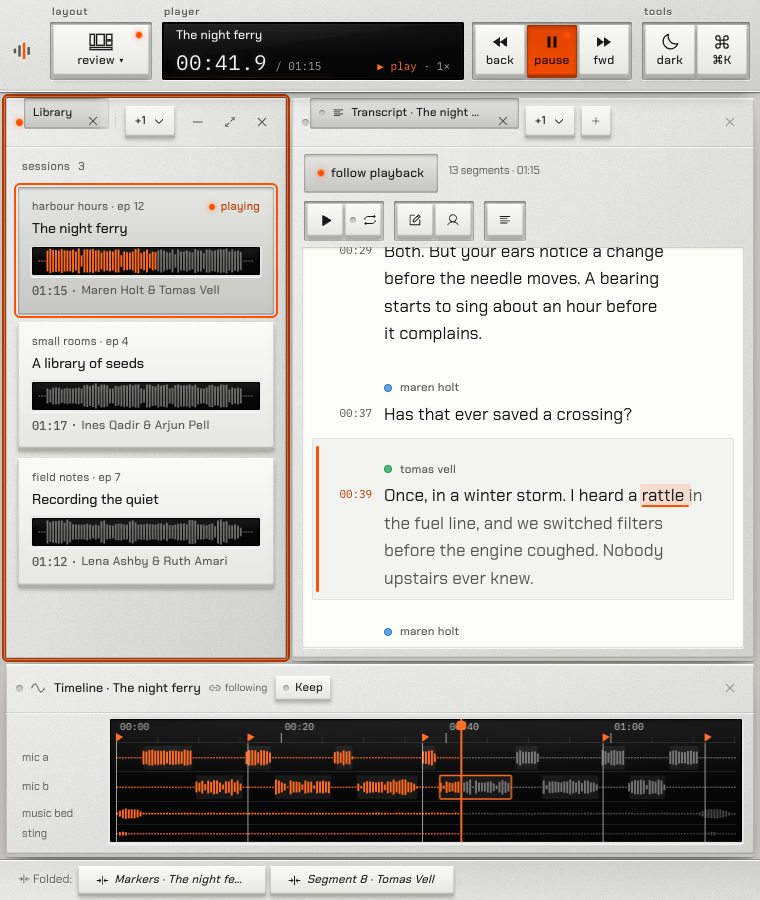 layout
player
tools
The night ferry
00:41.9 / 01:15
▶ play · 1×
review ▾
back
pause
fwd
dark
⌘K
Library
+1
Transcript · The night ...
+1
sessions 3
harbour hours · ep 12
playing
The night ferry
01:15 · Maren Holt & Tomas Vell
small rooms · ep 4
A library of seeds
01:17 · Ines Qadir & Arjun Pell
field notes · ep 7
Recording the quiet
01:12 · Lena Ashby & Ruth Amari
follow playback
13 segments · 01:15
00:29 Both. But your ears notice a change
before the needle moves. A bearing
starts to sing about an hour before
it complains.
maren holt
00:37 Has that ever saved a crossing?
tomas vell
00:39 Once, in a winter storm. I heard a rattle in
the fuel line, and we switched filters
before the engine coughed. Nobody
upstairs ever knew.
maren holt
Timeline · The night ferry
following
Keep
00:00 00:20 00:40 01:00
mic a
mic b
music bed
sting
Folded:
Markers · The night fe...
Segment 8 · Tomas Vell